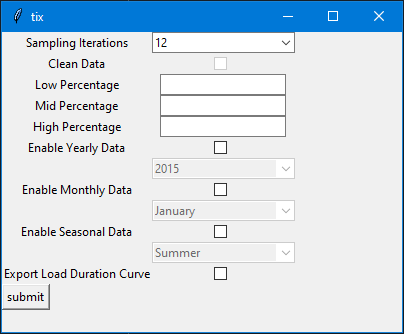 tix
Sampling Iterations 12
Clean Data
Low Percentage
Mid Percentage
High Percentage
Enable Yearly Data
2015
Enable Monthly Data
January
Enable Seasonal Data
Summer
Export Load Duration Curve
submit